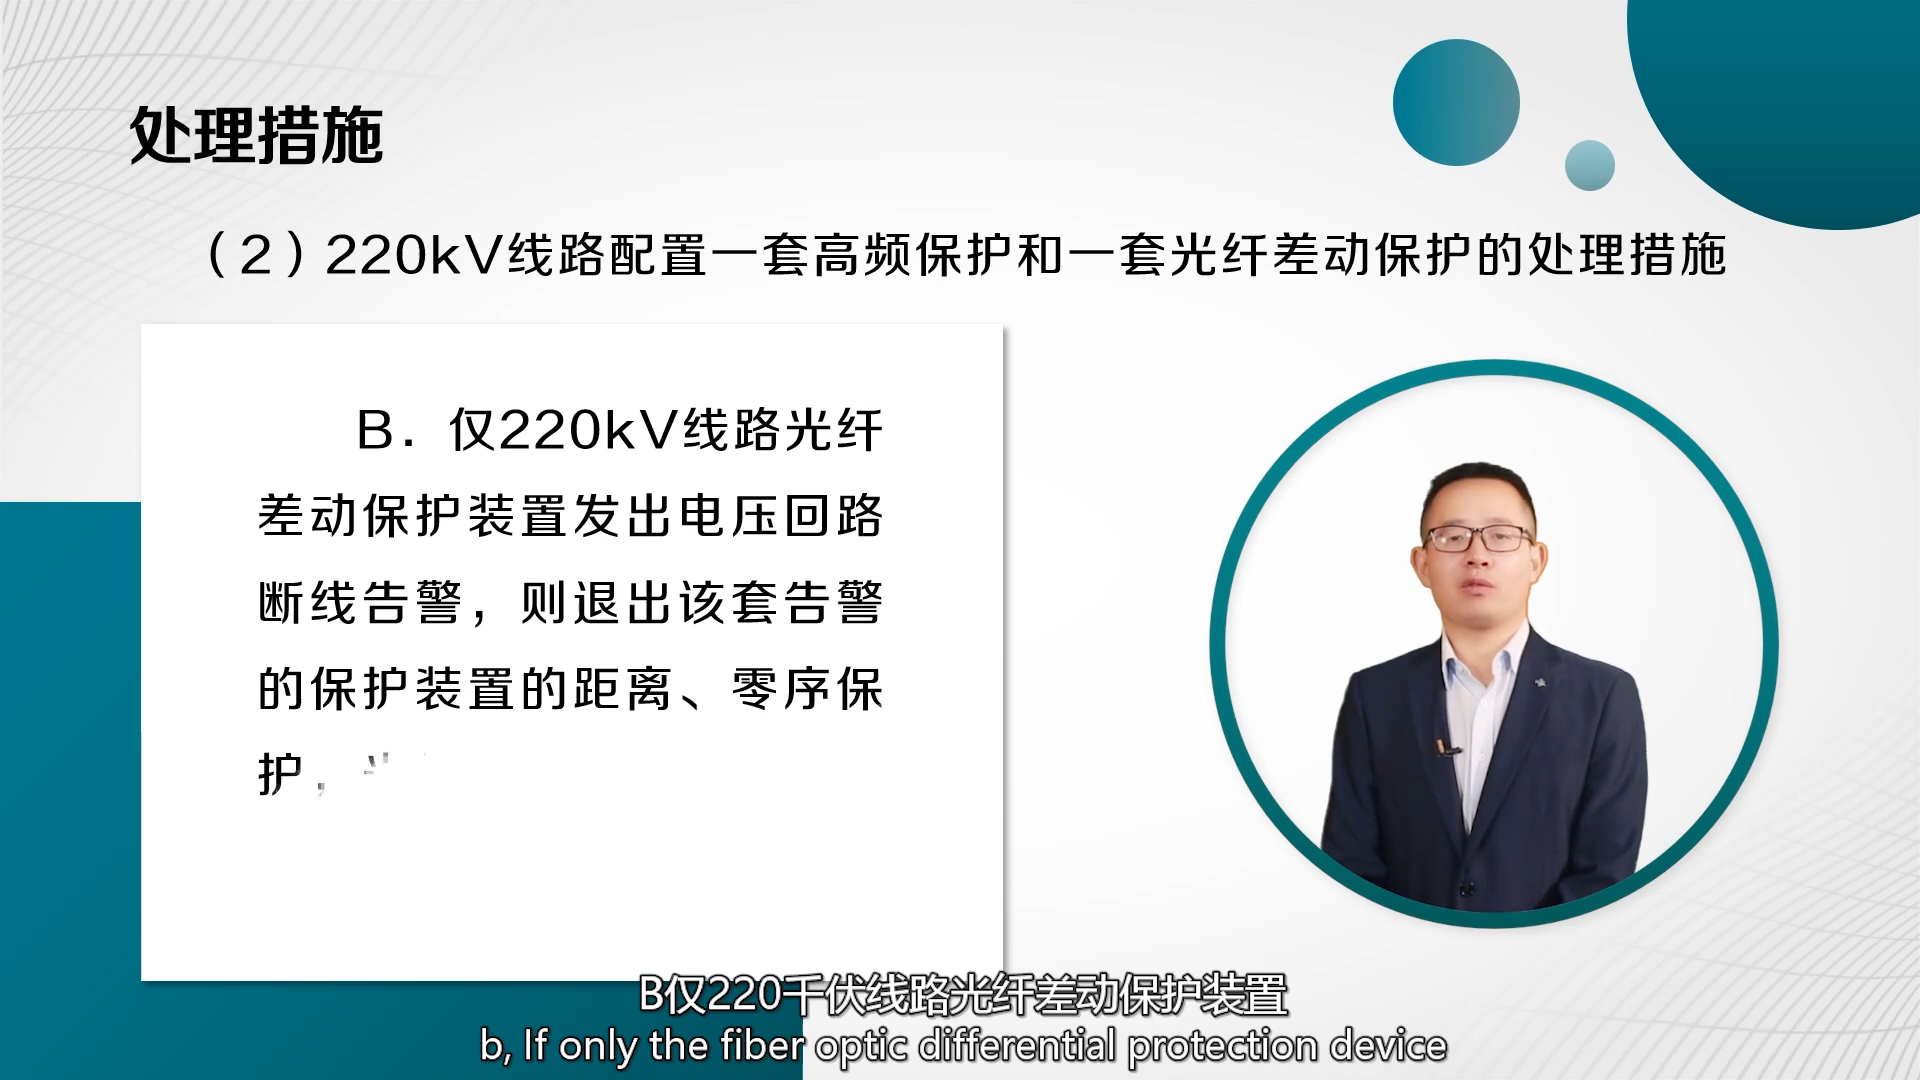 处理措施
（2）220kV线路配置一套高频保护和一套光纤差动保护的处理措施
B．仅220kV线路光纤
差动保护装置发出电压回路
断线告警，则退出该套告警
的保护装置的距离、零序保
护，
B仅220千伏线路光纤差动保护装置
b, If only the fiber optic differential protection device